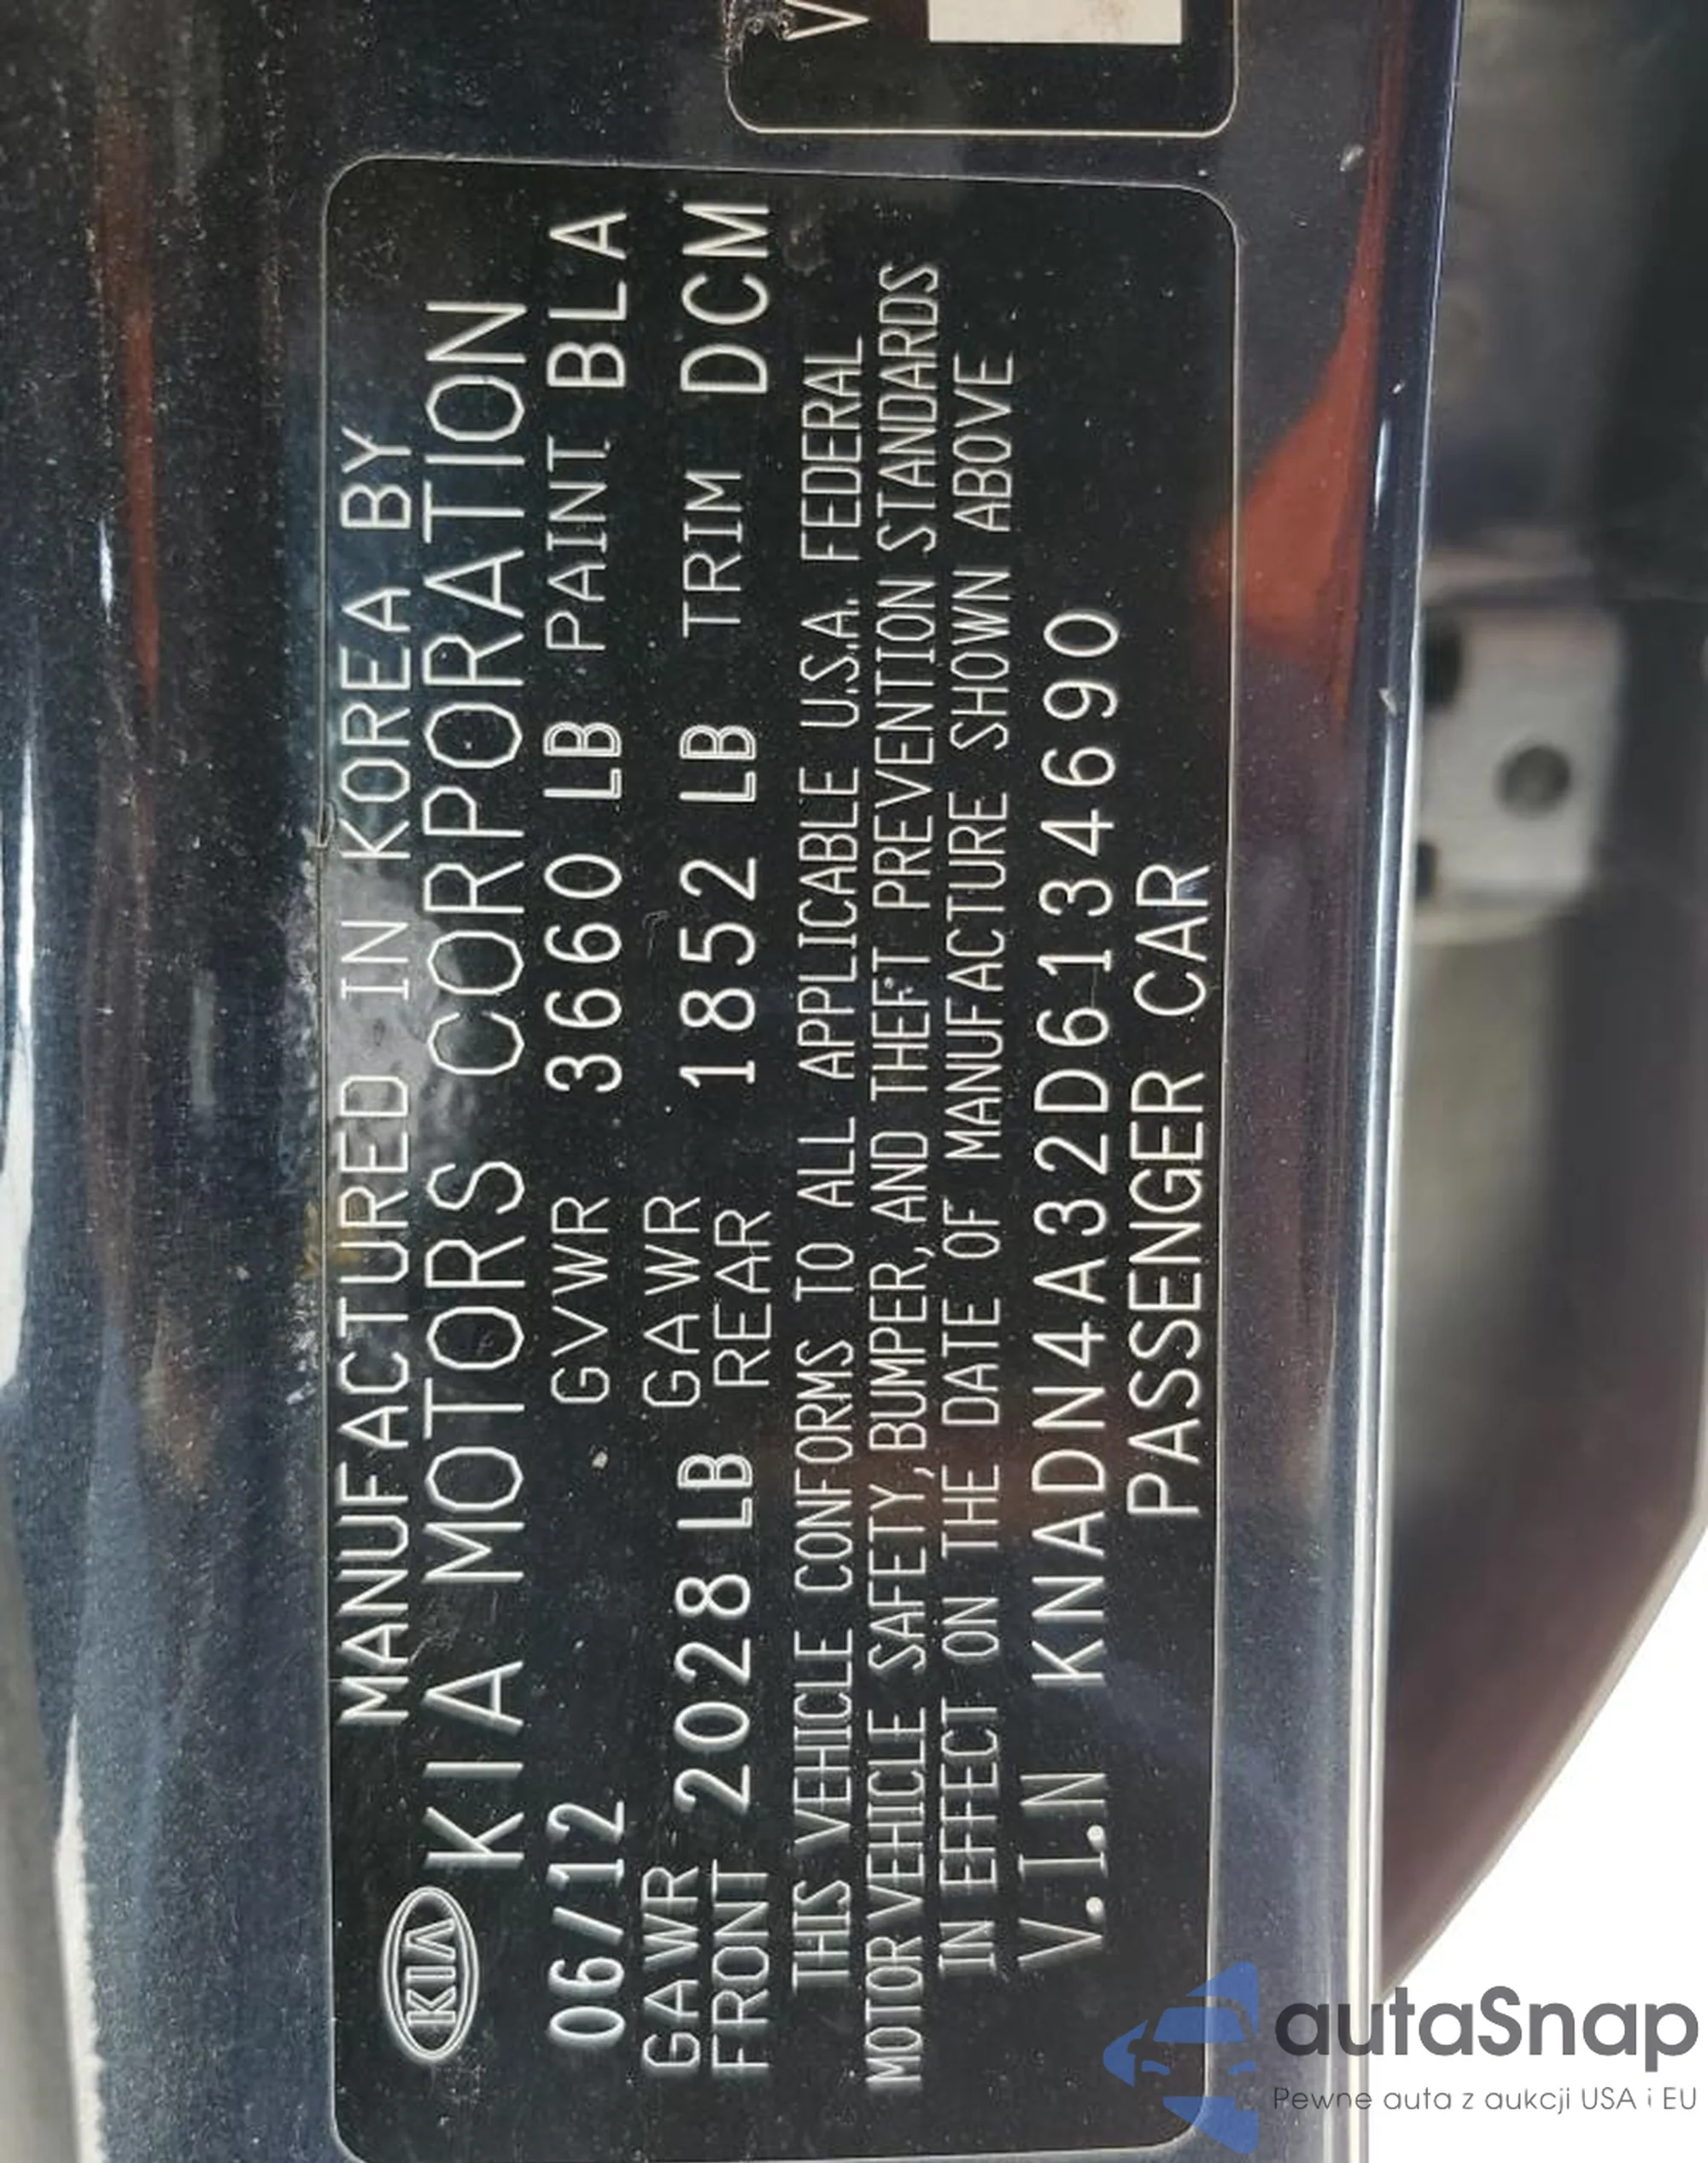 V
MANUFACTURED IN KOREA BY
KIA KIA MOTORS CORPORATION
06/12 GVWR 3660 LB PAINT BLA
GAWR FRONT 2028 LB GAWR REAR 1852 LB TRIM DCM
THIS VEHICLE CONFORMS TO ALL APPLICABLE U.S.A. FEDERAL
MOTOR VEHICLE SAFETY, BUMPER, AND THEFT PREVENTION STANDARDS
IN EFFECT ON THE DATE OF MANUFACTURE SHOWN ABOVE
V.I.N KNADN4A32D6134690
PASSENGER CAR
autaSnap
Pewne auta z aukcji USA i EU